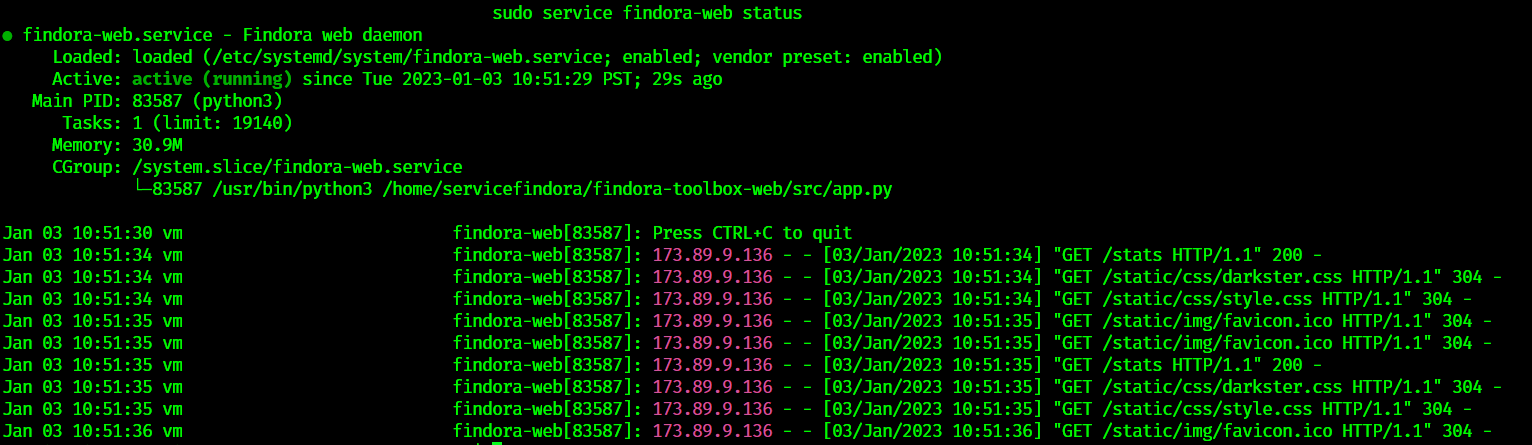 sudo service findora-web status
● findora-web.service - Findora web daemon
Loaded: loaded (/etc/systemd/system/findora-web.service; enabled; vendor preset: enabled)
Active: active (running) since Tue 2023-01-03 10:51:29 PST; 29s ago
Main PID: 83587 (python3)
Tasks: 1 (limit: 19140)
Memory: 30.9M
CGroup: /system.slice/findora-web.service
└─83587 /usr/bin/python3 /home/servicefindora/findora-toolbox-web/src/app.py
Jan 03 10:51:30 vm findora-web[83587]: Press CTRL+C to quit
Jan 03 10:51:34 vm findora-web[83587]: 173.89.9.136 - - [03/Jan/2023 10:51:34] "GET /stats HTTP/1.1" 200 -
Jan 03 10:51:34 vm findora-web[83587]: 173.89.9.136 - - [03/Jan/2023 10:51:34] "GET /static/css/darkster.css HTTP/1.1" 304 -
Jan 03 10:51:34 vm findora-web[83587]: 173.89.9.136 - - [03/Jan/2023 10:51:34] "GET /static/css/style.css HTTP/1.1" 304 -
Jan 03 10:51:35 vm findora-web[83587]: 173.89.9.136 - - [03/Jan/2023 10:51:35] "GET /static/img/favicon.ico HTTP/1.1" 304 -
Jan 03 10:51:35 vm findora-web[83587]: 173.89.9.136 - - [03/Jan/2023 10:51:35] "GET /static/img/favicon.ico HTTP/1.1" 304 -
Jan 03 10:51:35 vm findora-web[83587]: 173.89.9.136 - - [03/Jan/2023 10:51:35] "GET /stats HTTP/1.1" 200 -
Jan 03 10:51:35 vm findora-web[83587]: 173.89.9.136 - - [03/Jan/2023 10:51:35] "GET /static/css/darkster.css HTTP/1.1" 304 -
Jan 03 10:51:35 vm findora-web[83587]: 173.89.9.136 - - [03/Jan/2023 10:51:35] "GET /static/css/style.css HTTP/1.1" 304 -
Jan 03 10:51:36 vm findora-web[83587]: 173.89.9.136 - - [03/Jan/2023 10:51:36] "GET /static/img/favicon.ico HTTP/1.1" 304 -